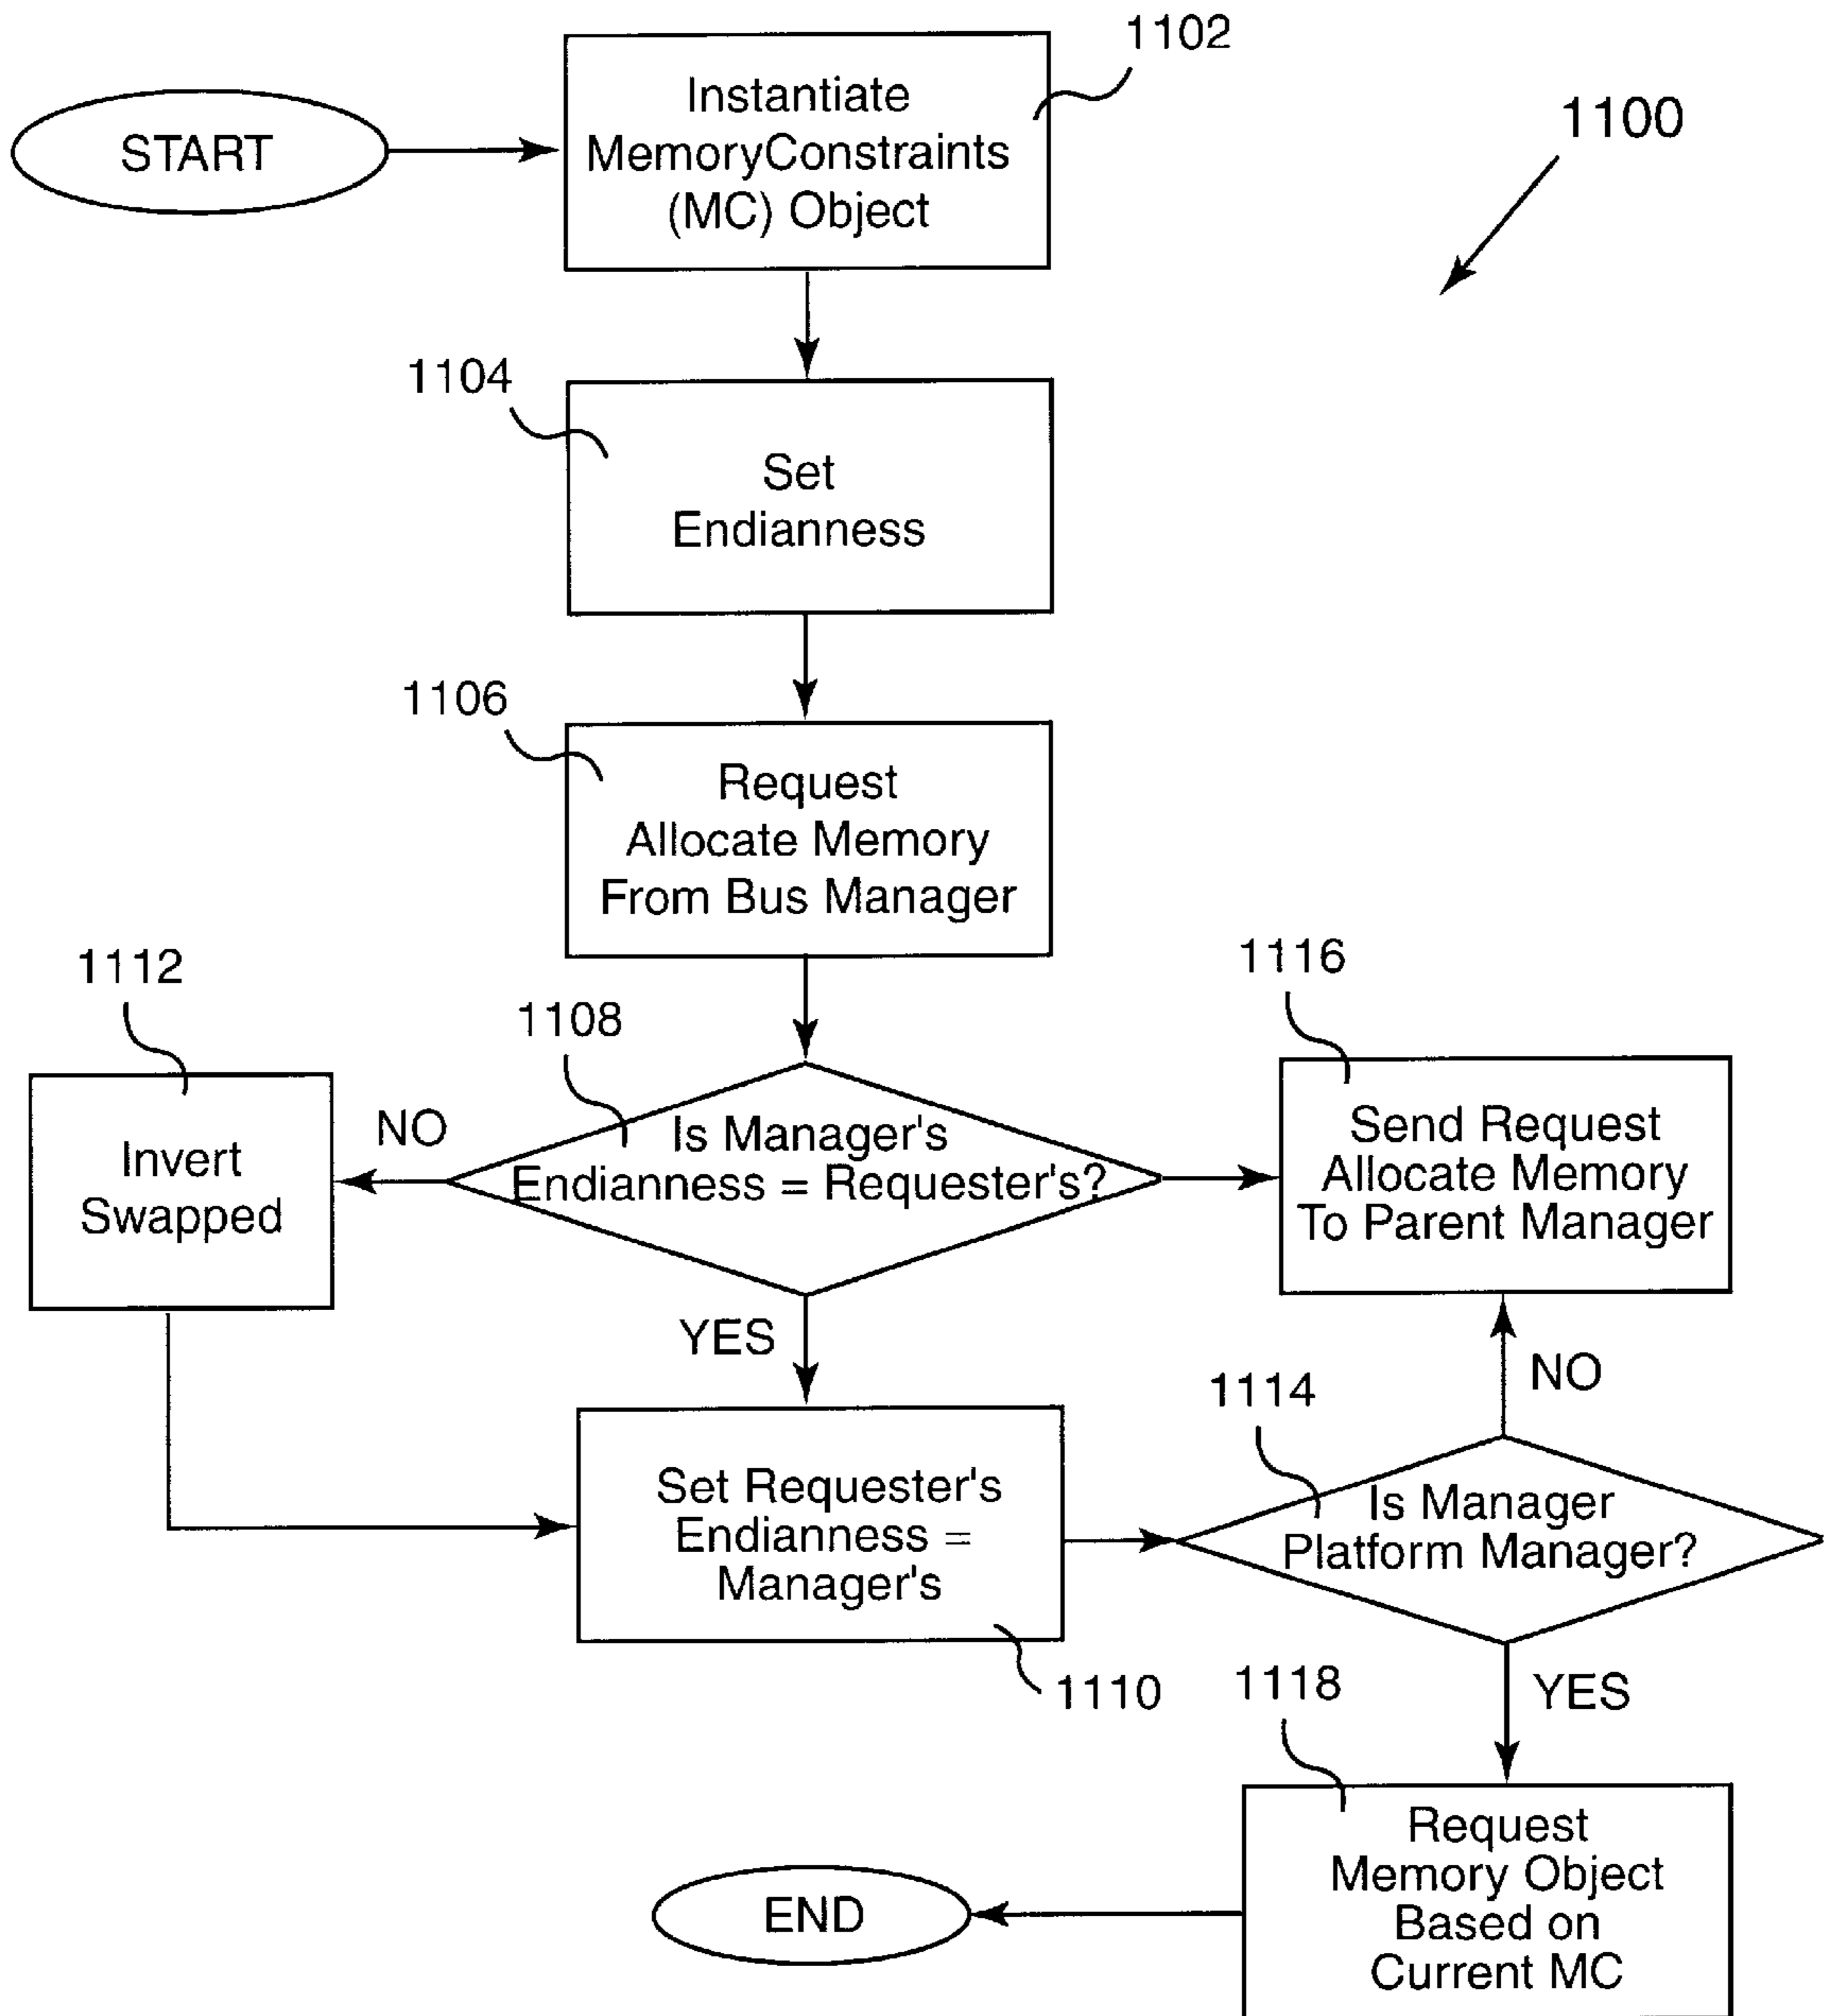 1102
START
Instantiate
MemoryConstraints
(MC) Object
1100
1104
Set
Endianness
1106
Request
Allocate Memory
From Bus Manager
1112
1108
1116
NO
Invert
Swapped
Is Manager's
Endianness = Requester's?
Send Request
Allocate Memory
To Parent Manager
YES
NO
1114
Set Requester's
Endianness =
Manager's
Is Manager
Platform Manager?
1110
1118
YES
Request
Memory Object
Based on
Current MC
END